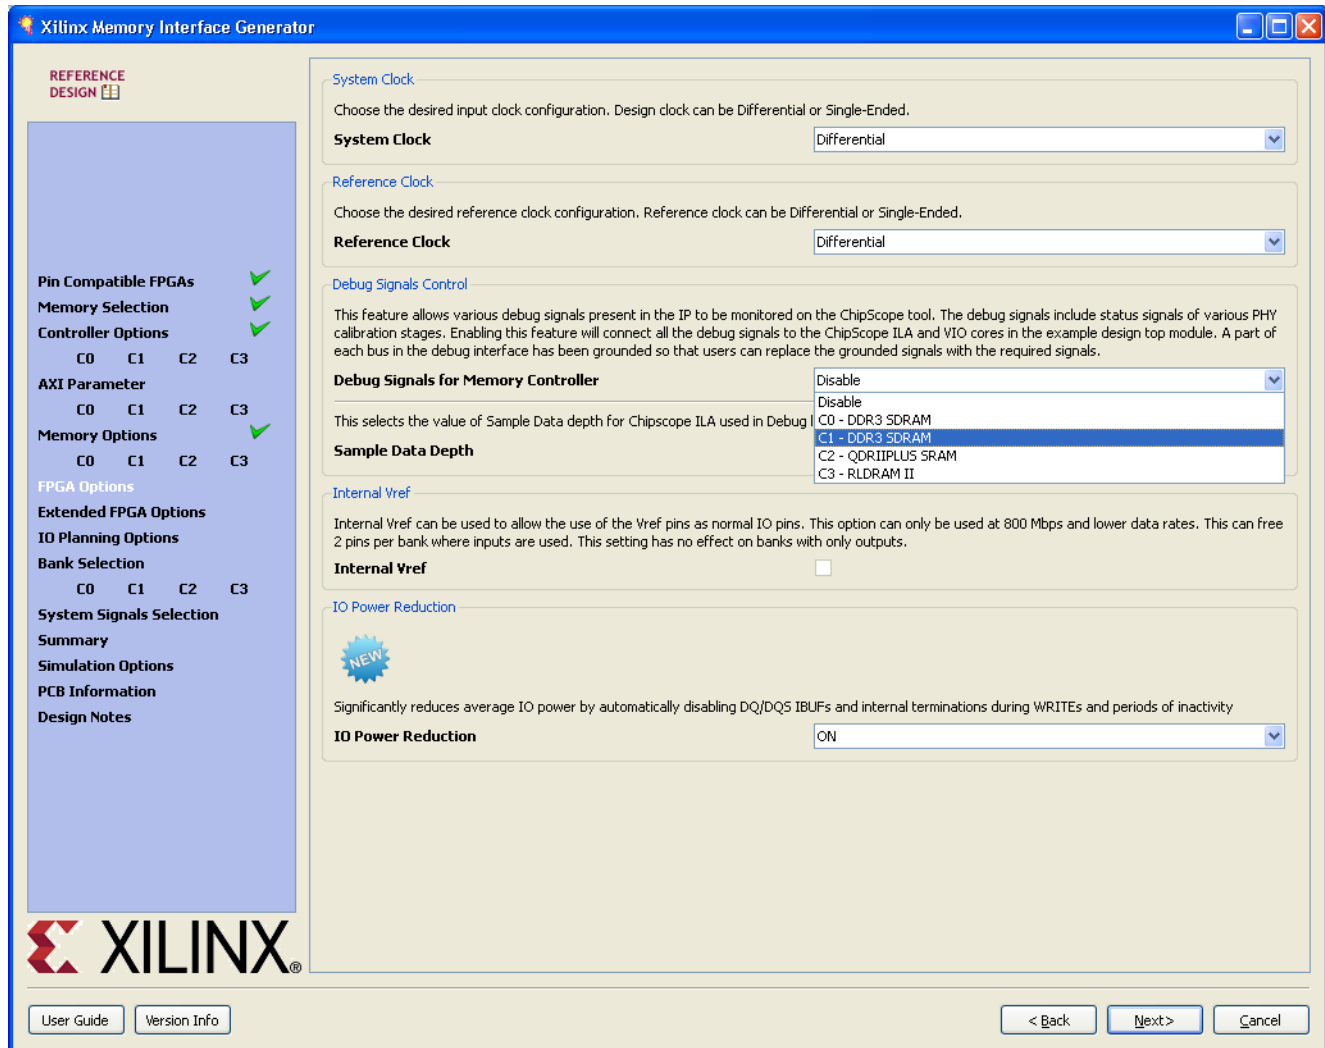 Xilinx Memory Interface Generator
REFERENCE
DESIGN
Pin Compatible FPGAs
Memory Selection
Controller Options
C0 C1 C2 C3
AXI Parameter
C0 C1 C2 C3
Memory Options
C0 C1 C2 C3
FPGA Options
Extended FPGA Options
IO Planning Options
Bank Selection
C0 C1 C2 C3
System Signals Selection
Summary
Simulation Options
PCB Information
Design Notes
XILINX®
System Clock
Choose the desired input clock configuration. Design clock can be Differential or Single-Ended.
System Clock Differential
Reference Clock
Choose the desired reference clock configuration. Reference clock can be Differential or Single-Ended.
Reference Clock Differential
Debug Signals Control
This feature allows various debug signals present in the IP to be monitored on the ChipScope tool. The debug signals include status signals of various PHY
calibration stages. Enabling this feature will connect all the debug signals to the ChipScope ILA and VIO cores in the example design top module. A part of
each bus in the debug interface has been grounded so that users can replace the grounded signals with the required signals.
Debug Signals for Memory Controller Disable
Disable
C0 - DDR3 SDRAM
C1 - DDR3 SDRAM
C2 - QDRIIPLUS SRAM
C3 - RLDRAM II
This selects the value of Sample Data depth for Chipscope ILA used in Debug
Sample Data Depth
Internal Vref
Internal Vref can be used to allow the use of the Vref pins as normal IO pins. This option can only be used at 800 Mbps and lower data rates. This can free
2 pins per bank where inputs are used. This setting has no effect on banks with only outputs.
Internal Vref
IO Power Reduction
NEW
Significantly reduces average IO power by automatically disabling DQ/DQS IBUFs and internal terminations during WRITEs and periods of inactivity
IO Power Reduction ON
User Guide Version Info < Back Next> Cancel